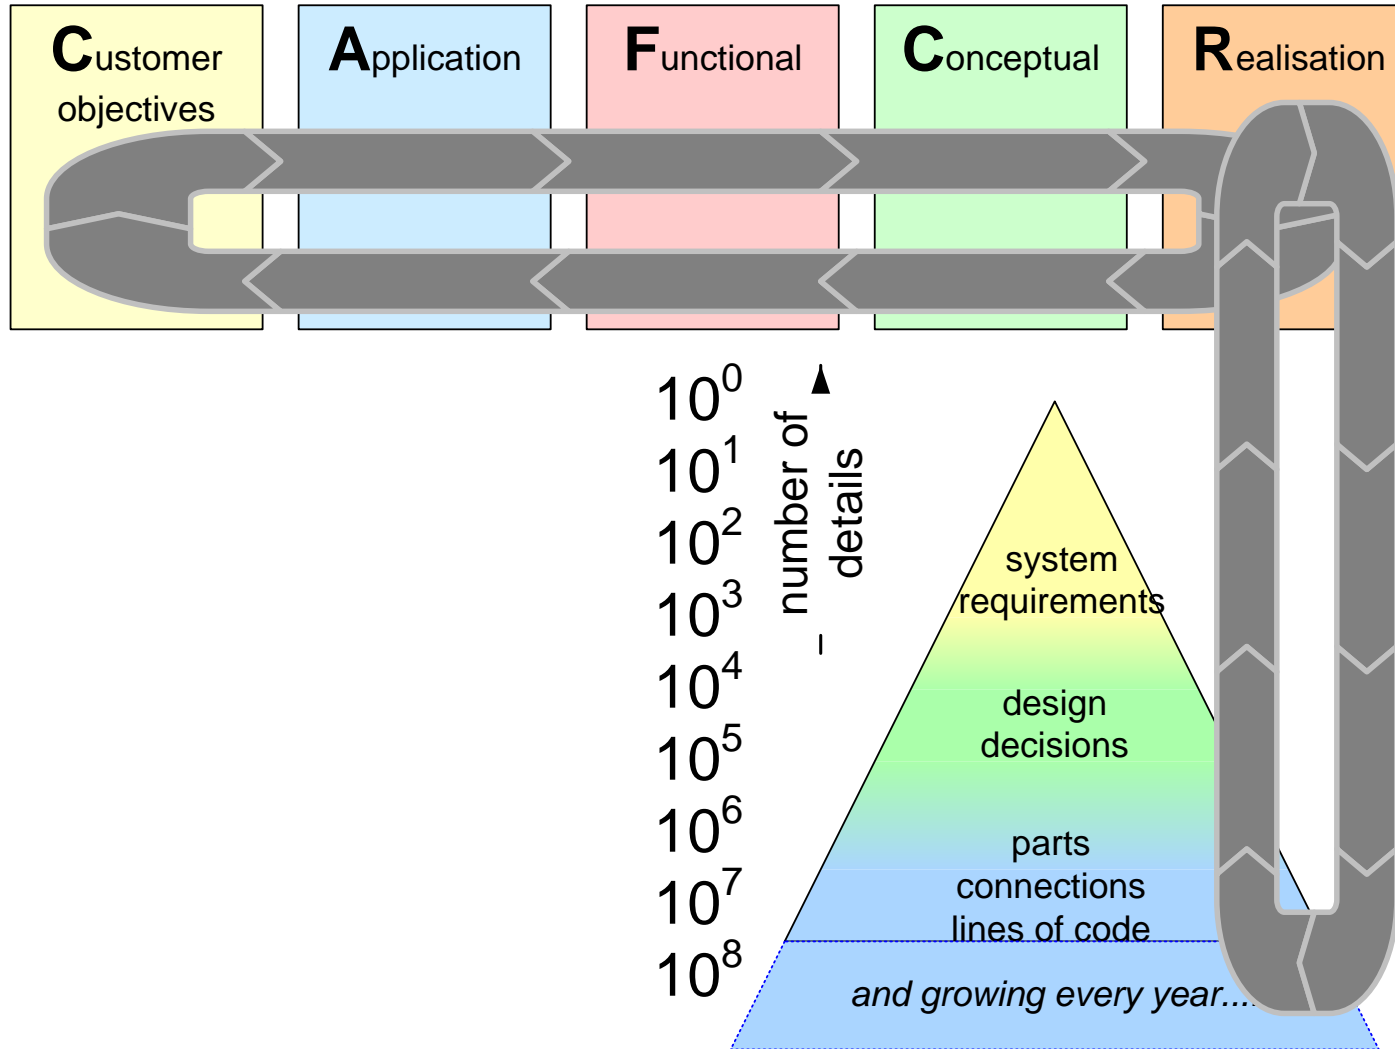 Customer
objectives
Application
Functional
Conceptual
Realisation
10^0
10^1
10^2
10^3
10^4
10^5
10^6
10^7
10^8
number of
details
system
requirements
design
decisions
parts
connections
lines of code
and growing every year....